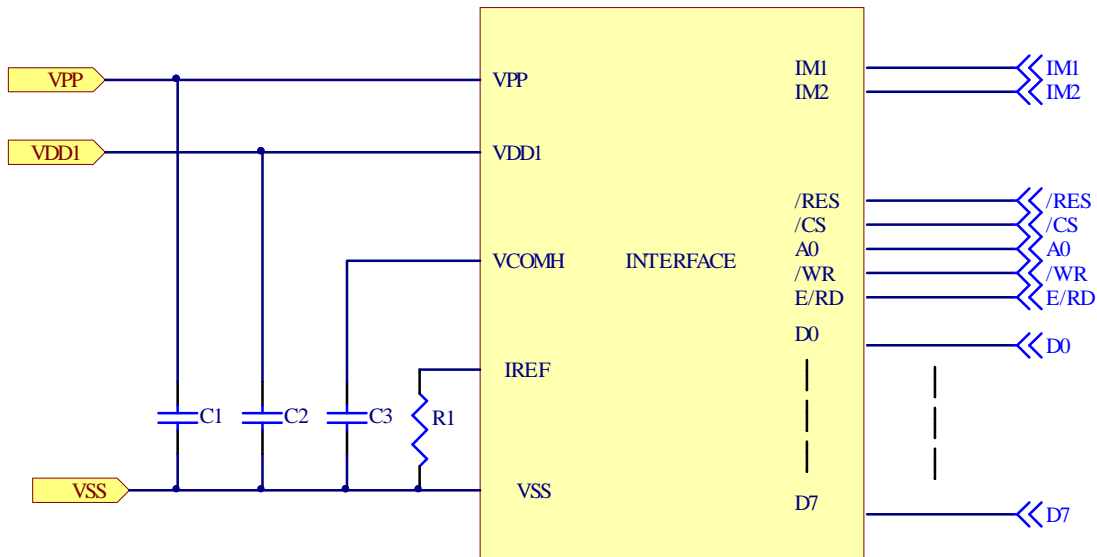 VPP VPP IM1 IM1
IM2 IM2
VDD1 VDD1
/RES /RES
/CS /CS
A0 A0
VCOMH INTERFACE
/WR /WR
E/RD E/RD
D0 D0
IREF
C1 C2 C3 R1
VSS VSS
D7 D7